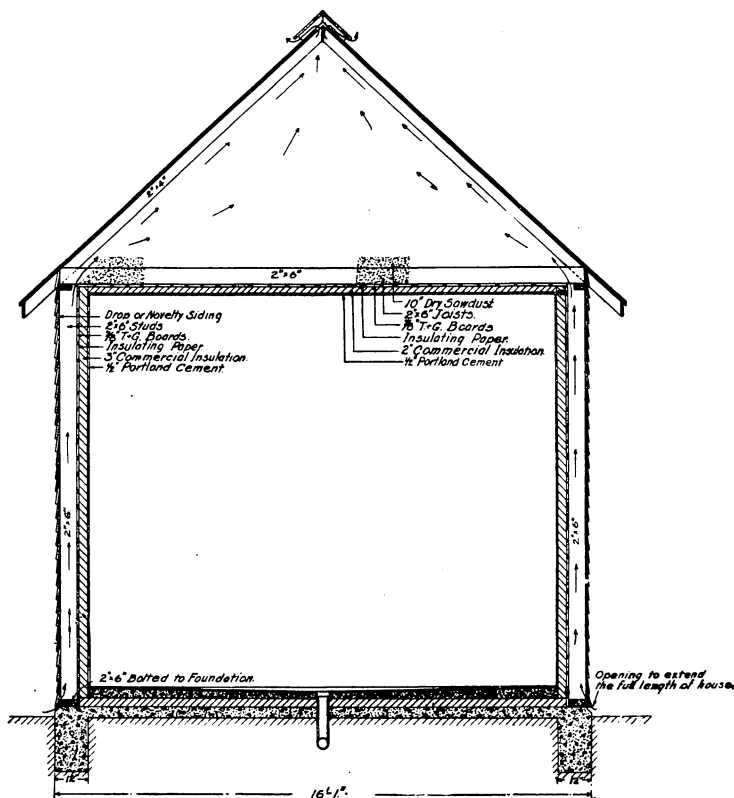 2"x4"
2"x6"
10" Dry Sawdust
2"x6" Joists.
7/8" T+G. Boards
Insulating Paper.
2" Commercial Insulation.
1/2" Portland Cement
Drop or Novelty Siding
2"x6" Studs
7/8" T+G. Boards.
Insulating Paper
3" Commercial Insulation.
1/2" Portland Cement.
2"x6"
2"x6"
2"x6" Bolted to Foundation.
Opening to extend
the full length of house.
12"
12"